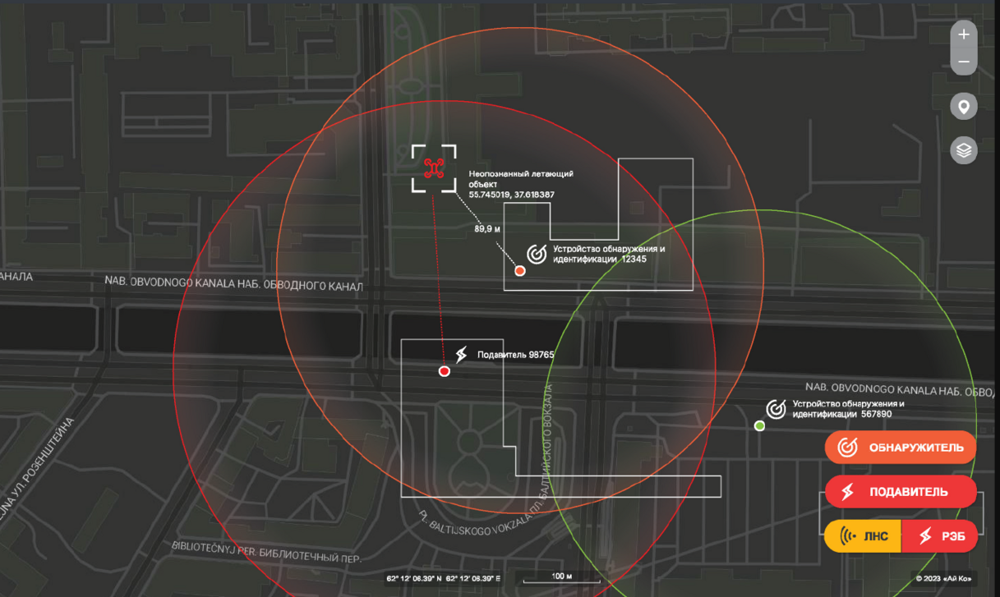 Неопознанный летающий
объект
55.745019, 37.618387
89,9 м
Устройство обнаружения и
идентификации 12345
АНАЛА
NAB. OBVODNOGO KANALA НАБ. ОБВОДНОГО КАНАЛ
Подавитель 98765
NAB. OBVODNOGO KANALA НАБ. ОБВО
Устройство обнаружения и
идентификации 567890
ОБНАРУЖИТЕЛЬ
ПОДАВИТЕЛЬ
ЛНС
РЭБ
JNA УЛ. РОЗЕНШТЕЙНА
PL. BALTIJSKOGO VOKZALA ПЛ. БАЛТИЙСКОГО ВОКЗАЛА
BIBLIOTEČNYJ PER. БИБЛИОТЕЧНЫЙ ПЕР.
62° 12' 06.39" N 62° 12' 06.39" E
100 м
© 2023 «Ай Ко»